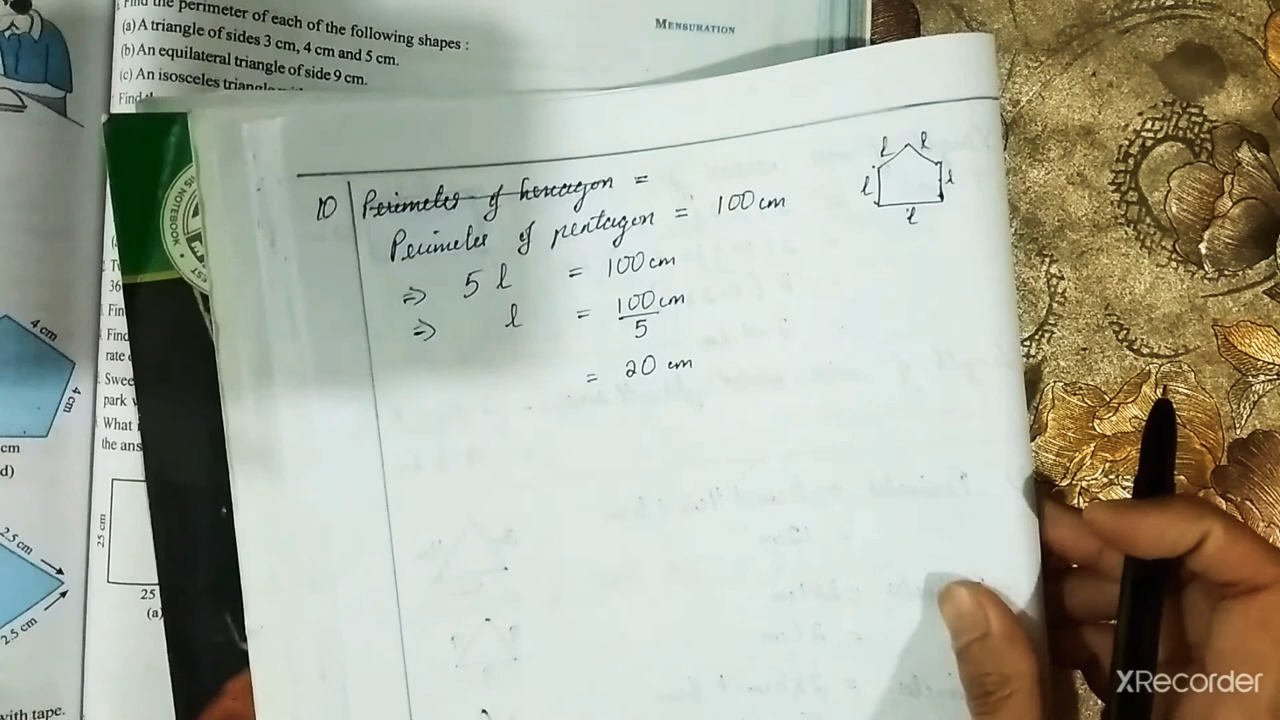 Find the perimeter of each of the following shapes :
(a) A triangle of sides 3 cm, 4 cm and 5 cm.
(b) An equilateral triangle of side 9 cm.
(c) An isosceles triangle
Find
MENSURATION
10 Perimeter of hexagon =
Perimeter of pentagon = 100 cm
⇒ 5 l = 100 cm
⇒ l = 100 cm
5
= 20 cm
l l
l l
l
NOTEBOOK
36
Fin
Find
rate
Swee
park
What
the ans
4 cm
4 cm
cm
d)
2.5 cm
2.5 cm
25 cm
25
(a)
with tape.
XRecorder